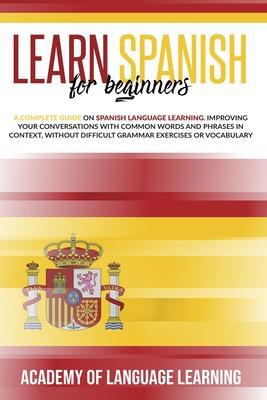 LEARN SPANISH
for beginners
A COMPLETE GUIDE ON SPANISH LANGUAGE LEARNING. IMPROVING
YOUR CONVERSATIONS WITH COMMON WORDS AND PHRASES IN
CONTEXT, WITHOUT DIFFICULT GRAMMAR EXERCISES OR VOCABULARY
ACADEMY OF LANGUAGE LEARNING